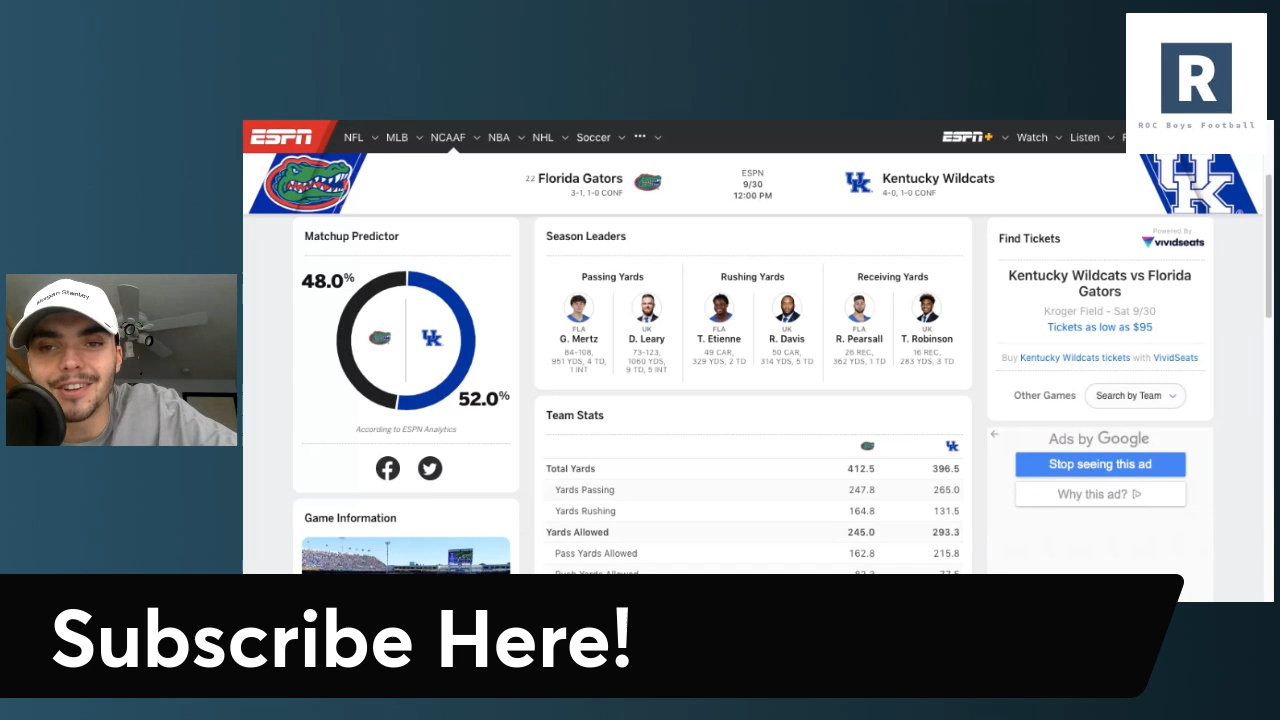 R
ROC Boys Football
ESPN NFL MLB NCAAF NBA NHL Soccer ••• ESPN+ Watch Listen
22 Florida Gators
3-1, 1-0 CONF
ESPN
9/30
12:00 PM
Kentucky Wildcats
4-0, 1-0 CONF
UK
Matchup Predictor
48.0%
52.0%
According to ESPN Analytics
Game Information
Season Leaders
Passing Yards
Rushing Yards
Receiving Yards
FLA
G. Mertz
84-108,
951 YDS, 4 TD,
1 INT
UK
D. Leary
73-123,
1060 YDS,
9 TD, 5 INT
FLA
T. Etienne
49 CAR,
329 YDS, 2 TD
UK
R. Davis
50 CAR,
314 YDS, 5 TD
FLA
R. Pearsall
26 REC,
362 YDS, 1 TD
UK
T. Robinson
16 REC,
283 YDS, 3 TD
Team Stats
Total Yards 412.5 396.5
Yards Passing 247.8 265.0
Yards Rushing 164.8 131.5
Yards Allowed 245.0 293.3
Pass Yards Allowed 162.8 215.8
Find Tickets
Powered By
vividseats
Kentucky Wildcats vs Florida
Gators
Kroger Field - Sat 9/30
Tickets as low as $95
Buy Kentucky Wildcats tickets with VividSeats
Other Games Search by Team
Ads by Google
Stop seeing this ad
Why this ad?
Morgan Stanley
Subscribe Here!